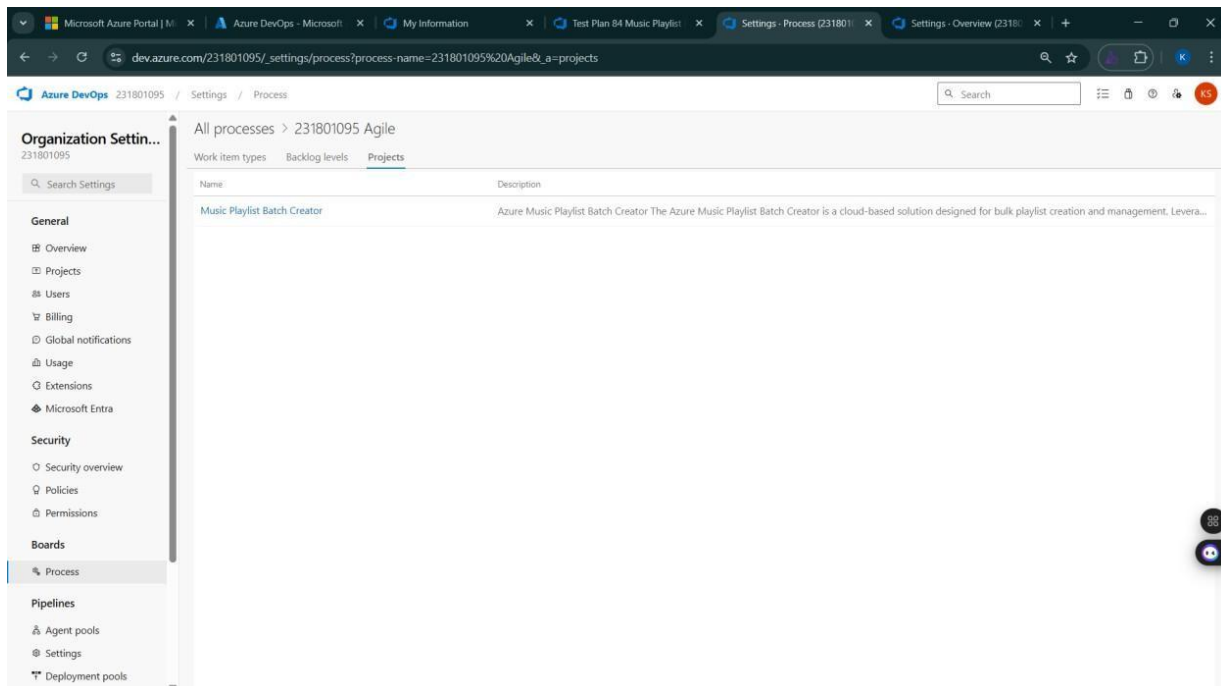 Microsoft Azure Portal | Mi
Azure DevOps - Microsoft
My Information
Test Plan 84 Music Playlist
Settings - Process (231801
Settings - Overview (23180
dev.azure.com/231801095/_settings/process?process-name=231801095%20Agile&_a=projects
K
Azure DevOps 231801095 / Settings / Process
Search
KS
Organization Settin...
231801095
Search Settings
General
Overview
Projects
Users
Billing
Global notifications
Usage
Extensions
Microsoft Entra
Security
Security overview
Policies
Permissions
Boards
Process
Pipelines
Agent pools
Settings
Deployment pools
All processes > 231801095 Agile
Work item types Backlog levels Projects
Name Description
Music Playlist Batch Creator Azure Music Playlist Batch Creator The Azure Music Playlist Batch Creator is a cloud-based solution designed for bulk playlist creation and management. Levera...